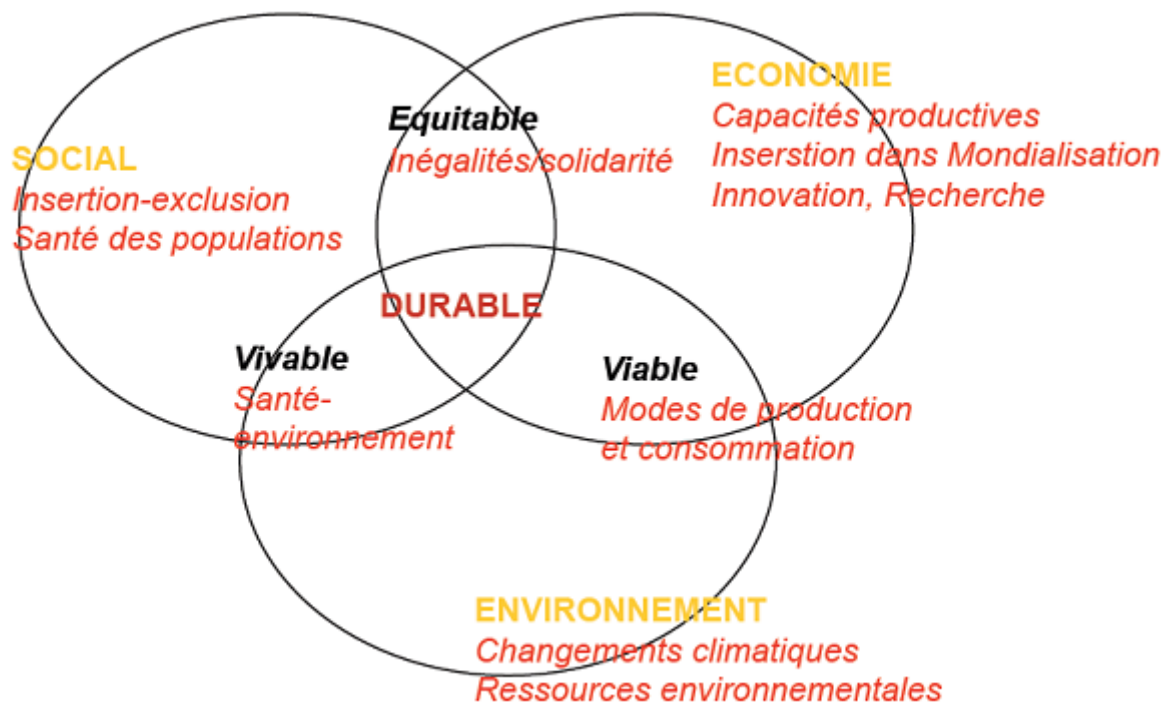 ECONOMIE
Capacités productives
Inserstion dans Mondialisation
Innovation, Recherche
Equitable
Inégalités/solidarité
SOCIAL
Insertion-exclusion
Santé des populations
DURABLE
Vivable
Santé-
environnement
Viable
Modes de production
et consommation
ENVIRONNEMENT
Changements climatiques
Ressources environnementales